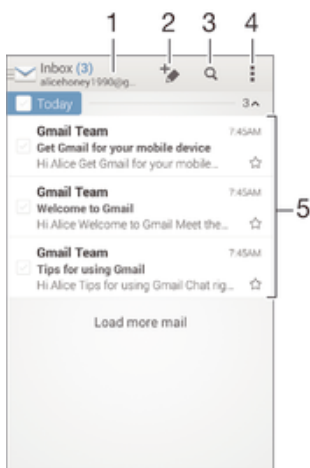 1 2 3 4
Inbox (3)
alicehoney1990@g...
Today 3
Gmail Team 7:45AM
Get Gmail for your mobile device
Hi Alice Get Gmail for your mobile...
Gmail Team 7:45AM
Welcome to Gmail
Hi Alice Welcome to Gmail Meet the...
5
Gmail Team 7:45AM
Tips for using Gmail
Hi Alice Tips for using Gmail Chat rig...
Load more mail